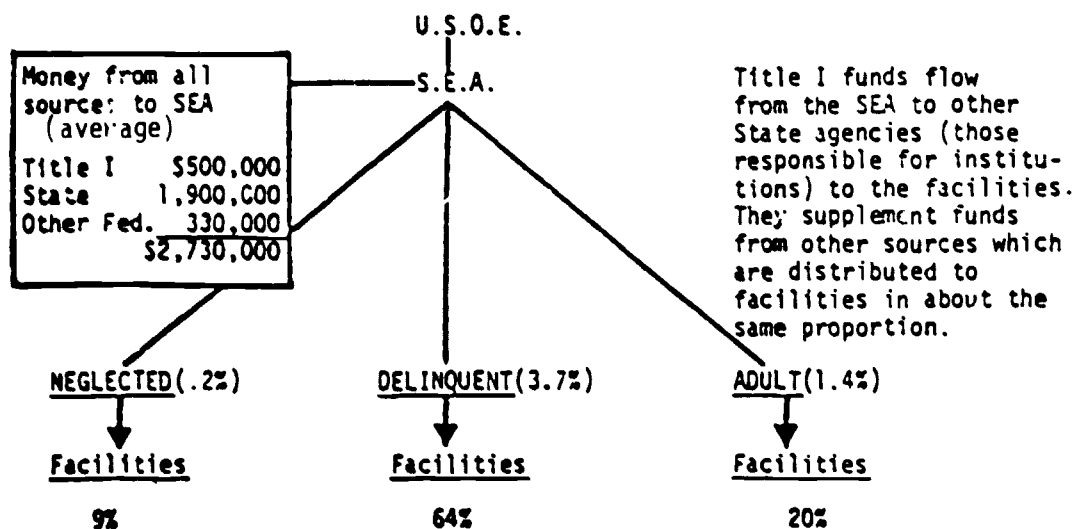 U.S.O.E.
S.E.A.
Money from all
source: to SEA
(average)
Title I $500,000
State 1,900,000
Other Fed. 330,000
$2,730,000
Title I funds flow
from the SEA to other
State agencies (those
responsible for institu-
tions) to the facilities.
They supplement funds
from other sources which
are distributed to
facilities in about the
same proportion.
NEGLECTED(.2%)
DELINQUENT(3.7%)
ADULT(1.4%)
Facilities
Facilities
Facilities
9%
64%
20%